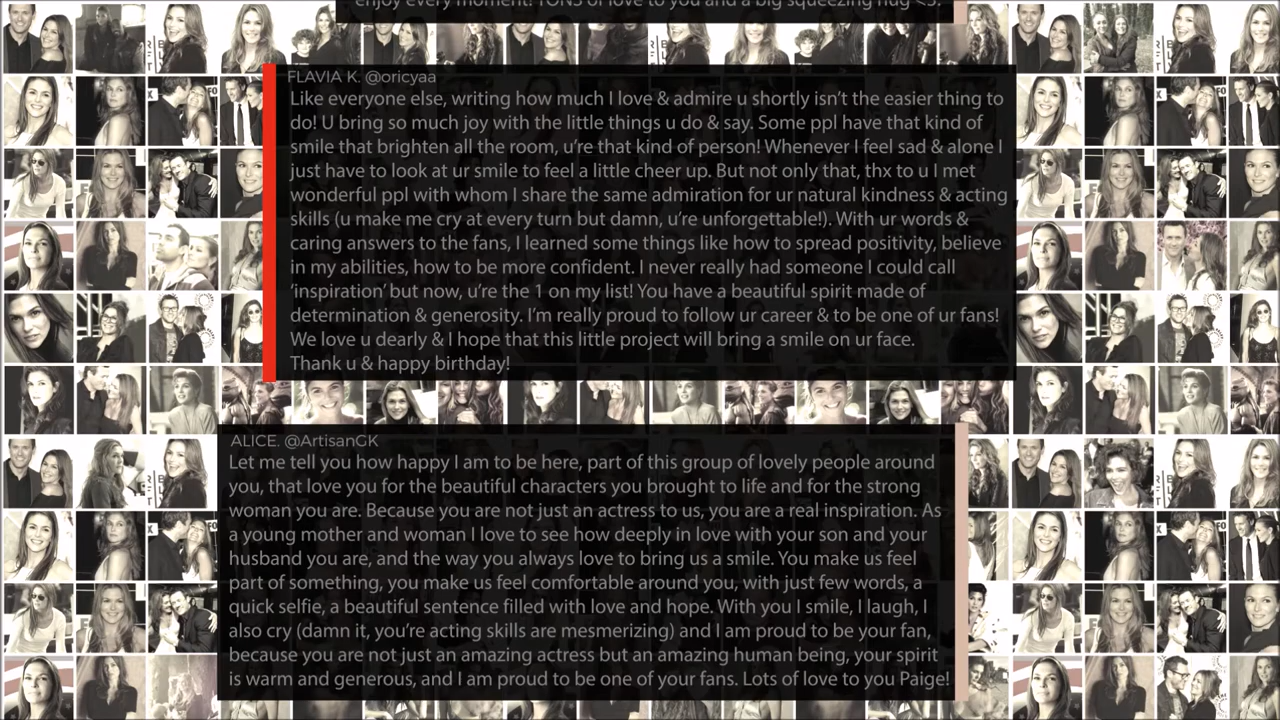 enjoy every moment! TONS of love to you and a big squeezing hug <3.
FLAVIA K. @oricyaa
Like everyone else, writing how much I love & admire u shortly isn't the easier thing to
do! U bring so much joy with the little things u do & say. Some ppl have that kind of
smile that brighten all the room, u're that kind of person! Whenever I feel sad & alone I
just have to look at ur smile to feel a little cheer up. But not only that, thx to u I met
wonderful ppl with whom I share the same admiration for ur natural kindness & acting
skills (u make me cry at every turn but damn, u're unforgettable!). With ur words &
caring answers to the fans, I learned some things like how to spread positivity, believe
in my abilities, how to be more confident. I never really had someone I could call
'inspiration' but now, u're the 1 on my list! You have a beautiful spirit made of
determination & generosity. I'm really proud to follow ur career & to be one of ur fans!
We love u dearly & I hope that this little project will bring a smile on ur face.
Thank u & happy birthday!
ALICE. @ArtisanGK
Let me tell you how happy I am to be here, part of this group of lovely people around
you, that love you for the beautiful characters you brought to life and for the strong
woman you are. Because you are not just an actress to us, you are a real inspiration. As
a young mother and woman I love to see how deeply in love with your son and your
husband you are, and the way you always love to bring us a smile. You make us feel
part of something, you make us feel comfortable around you, with just few words, a
quick selfie, a beautiful sentence filled with love and hope. With you I smile, I laugh, I
also cry (damn it, you're acting skills are mesmerizing) and I am proud to be your fan,
because you are not just an amazing actress but an amazing human being, your spirit
is warm and generous, and I am proud to be one of your fans. Lots of love to you Paige!